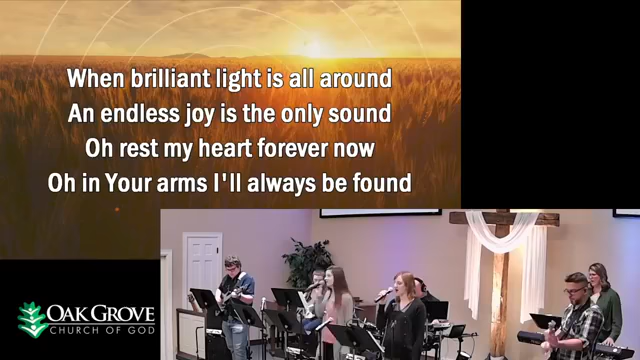 When brilliant light is all around
An endless joy is the only sound
Oh rest my heart forever now
Oh in Your arms I'll always be found
OAK GROVE
CHURCH OF GOD